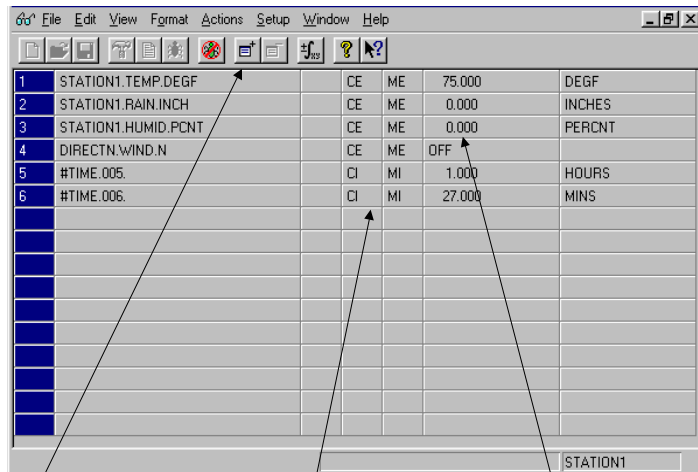 File Edit View Format Actions Setup Window Help
1 STATION1.TEMP.DEGF CE ME 75.000 DEGF
2 STATION1.RAIN.INCH CE ME 0.000 INCHES
3 STATION1.HUMID.PCNT CE ME 0.000 PERCNT
4 DIRECTN.WIND.N CE ME OFF
5 #TIME.005. CI MI 1.000 HOURS
6 #TIME.006. CI MI 27.000 MINS
STATION1